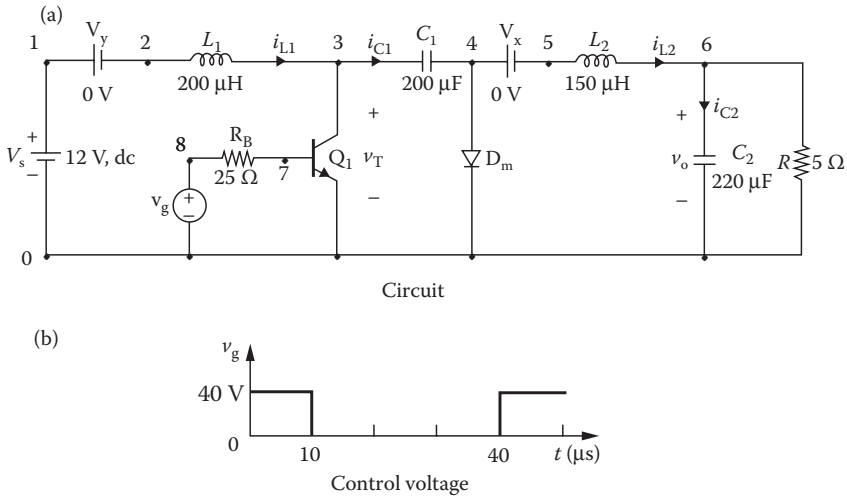 (a)
1
V_y
2
L_1
i_L1
3
i_C1
C_1
4
V_x
5
L_2
i_L2
6
0 V
200 μH
200 μF
0 V
150 μH
+
V_s
12 V, dc
−
8
R_B
25 Ω
7
Q_1
+
v_T
−
D_m
+
i_C2
v_o
C_2
220 μF
−
R
5 Ω
v_g
+
−
0
Circuit
(b)
v_g
40 V
0
10
40
t (μs)
Control voltage